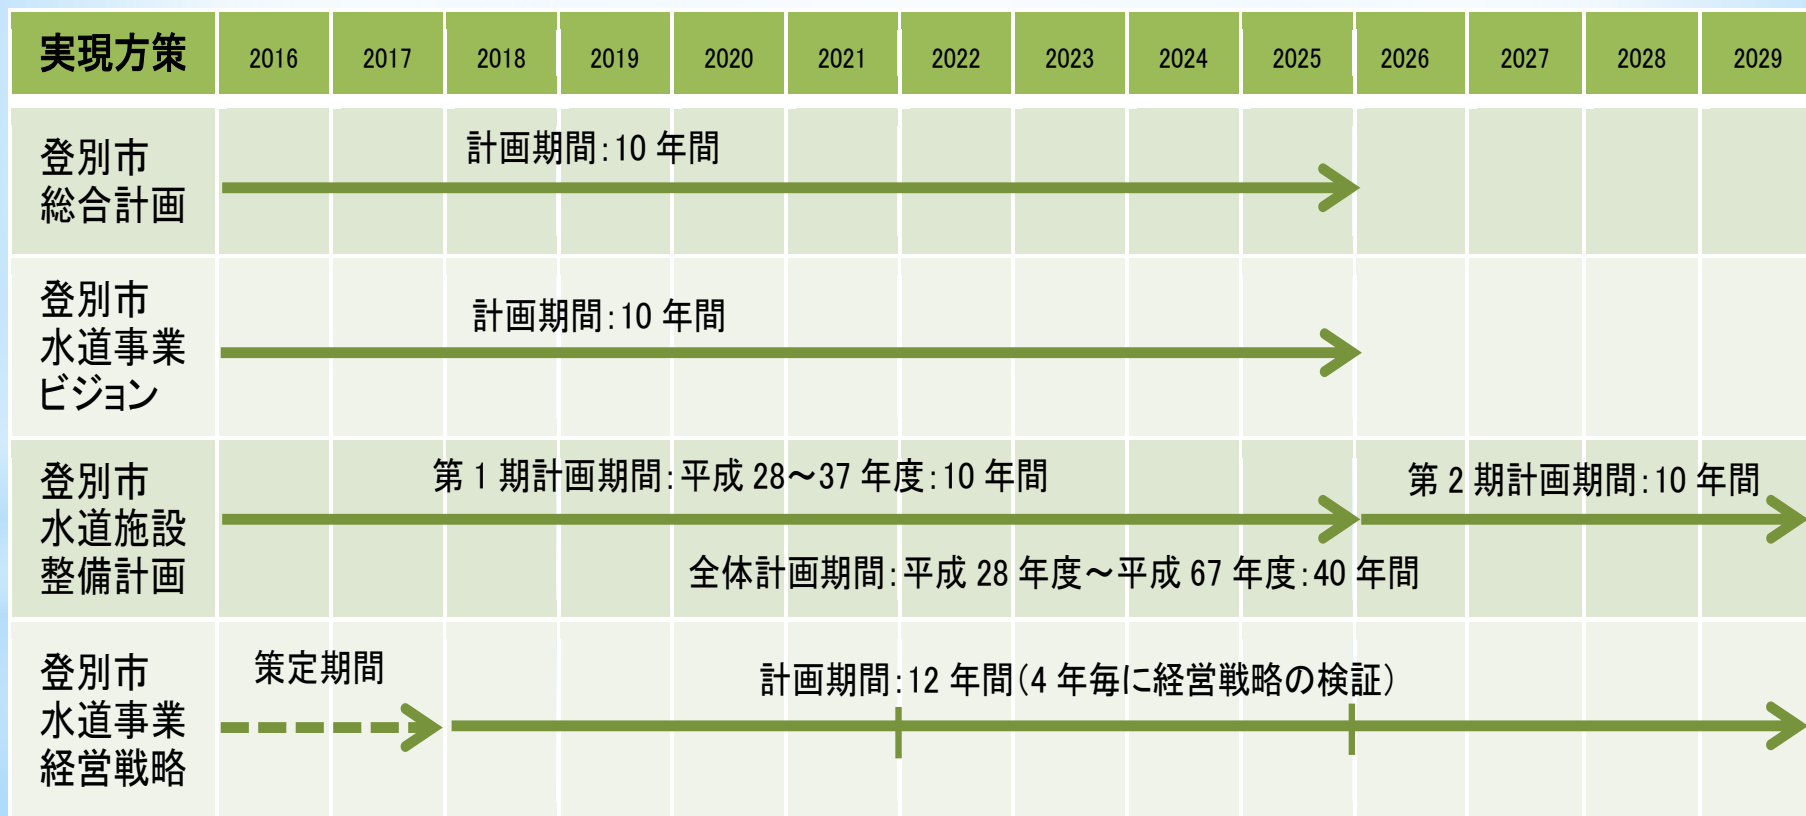 実現方策 2016 2017 2018 2019 2020 2021 2022 2023 2024 2025 2026 2027 2028 2029
登別市
総合計画
計画期間:10 年間
登別市
水道事業
ビジョン
計画期間:10 年間
登別市
水道施設
整備計画
第 1 期計画期間:平成 28～37 年度:10 年間
第 2 期計画期間:10 年間
全体計画期間:平成 28 年度～平成 67 年度:40 年間
登別市
水道事業
経営戦略
策定期間
計画期間:12 年間(4 年毎に経営戦略の検証)